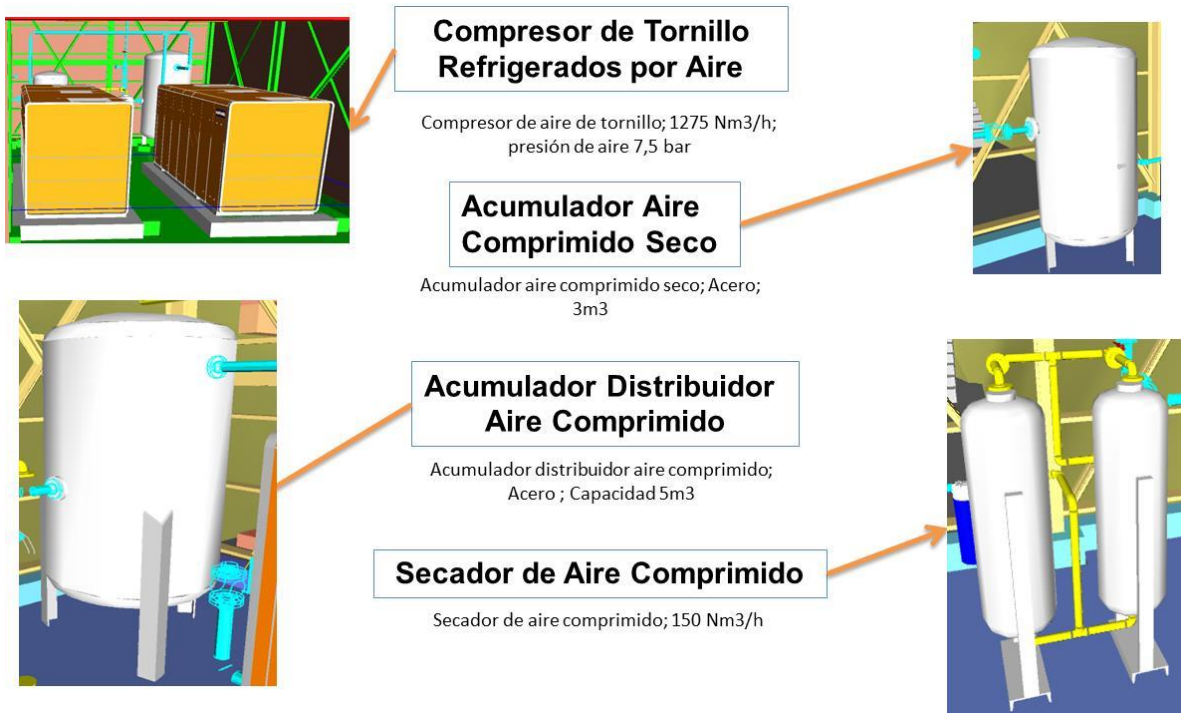 Compresor de Tornillo
Refrigerados por Aire
Compresor de aire de tornillo; 1275 Nm3/h;
presión de aire 7,5 bar
Acumulador Aire
Comprimido Seco
Acumulador aire comprimido seco; Acero;
3m3
Acumulador Distribuidor
Aire Comprimido
Acumulador distribuidor aire comprimido;
Acero ; Capacidad 5m3
Secador de Aire Comprimido
Secador de aire comprimido; 150 Nm3/h